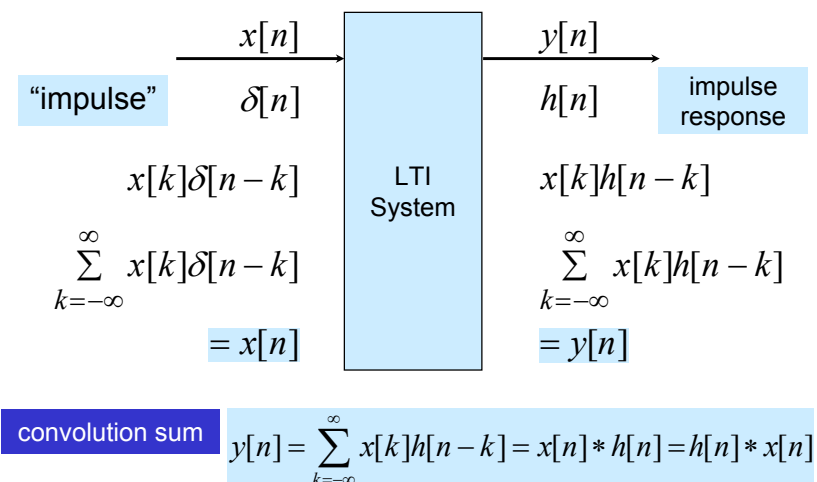 x[n] y[n]
“impulse” δ[n] h[n] impulse response
x[k]δ[n − k] LTI System x[k]h[n − k]
∞
∑ x[k]δ[n − k]
k=−∞
∞
∑ x[k]h[n − k]
k=−∞
= x[n] = y[n]
convolution sum
y[n] = ∞ ∑ k=−∞ x[k]h[n − k] = x[n] ∗ h[n] = h[n] ∗ x[n]